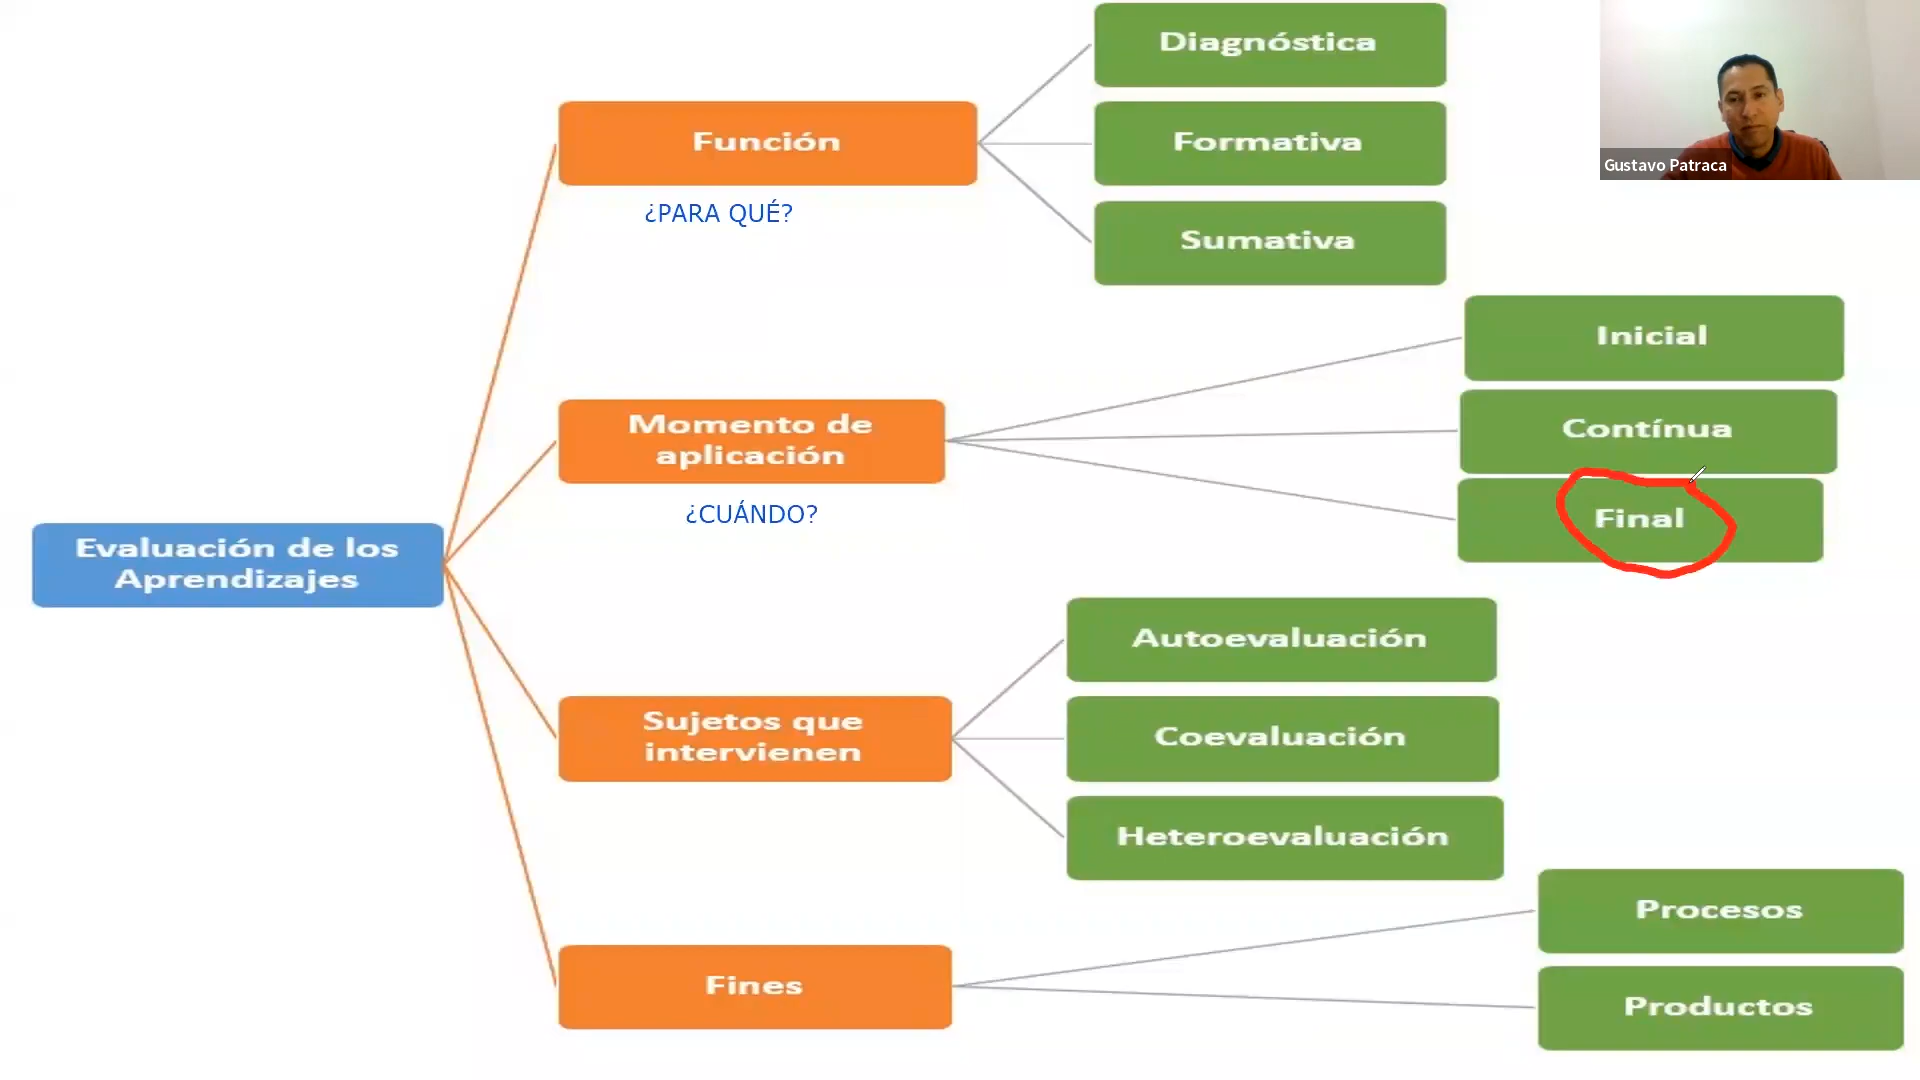 Diagnóstica
Función
Formativa
Gustavo Patraca
¿PARA QUÉ?
Sumativa
Inicial
Momento de
aplicación
Contínua
¿CUÁNDO?
Final
Evaluación de los
Aprendizajes
Autoevaluación
Sujetos que
intervienen
Coevaluación
Heteroevaluación
Procesos
Fines
Productos